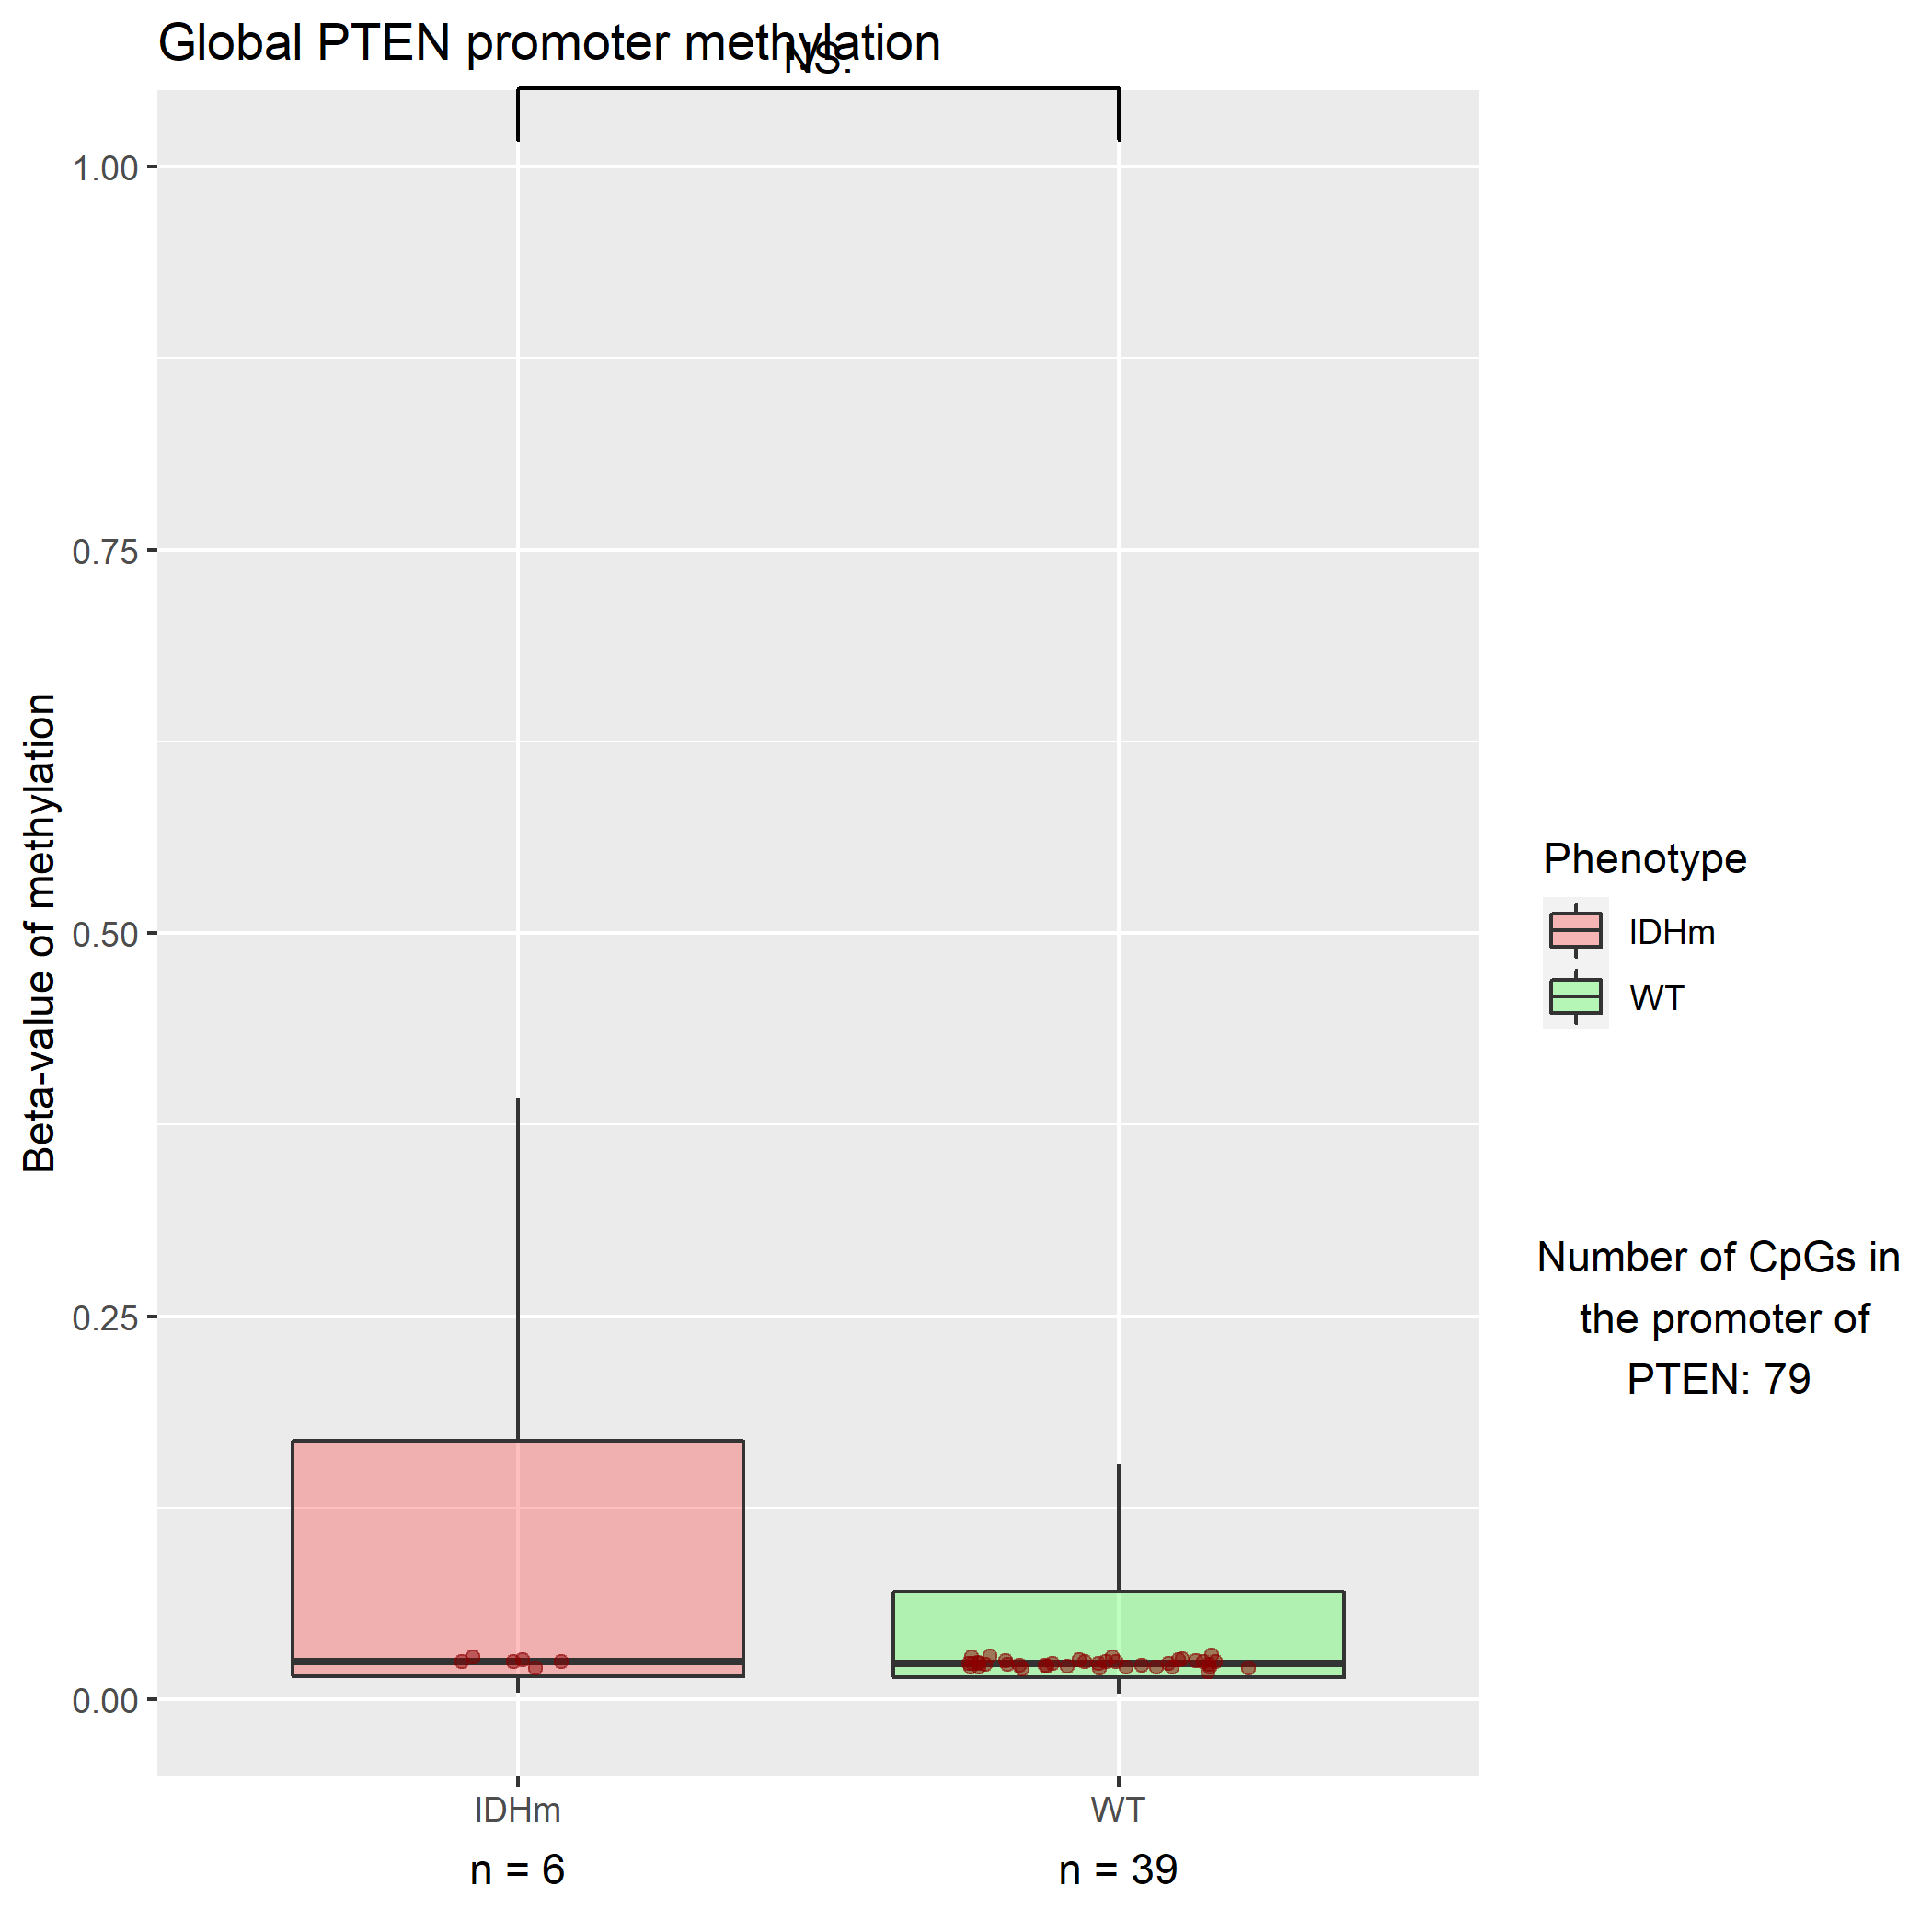 Global PTEN promoter methylation
NS.
1.00
0.75
0.50
0.25
0.00
Beta-value of methylation
IDHm
WT
n = 6
n = 39
Phenotype
IDHm
WT
Number of CpGs in
the promoter of
PTEN: 79